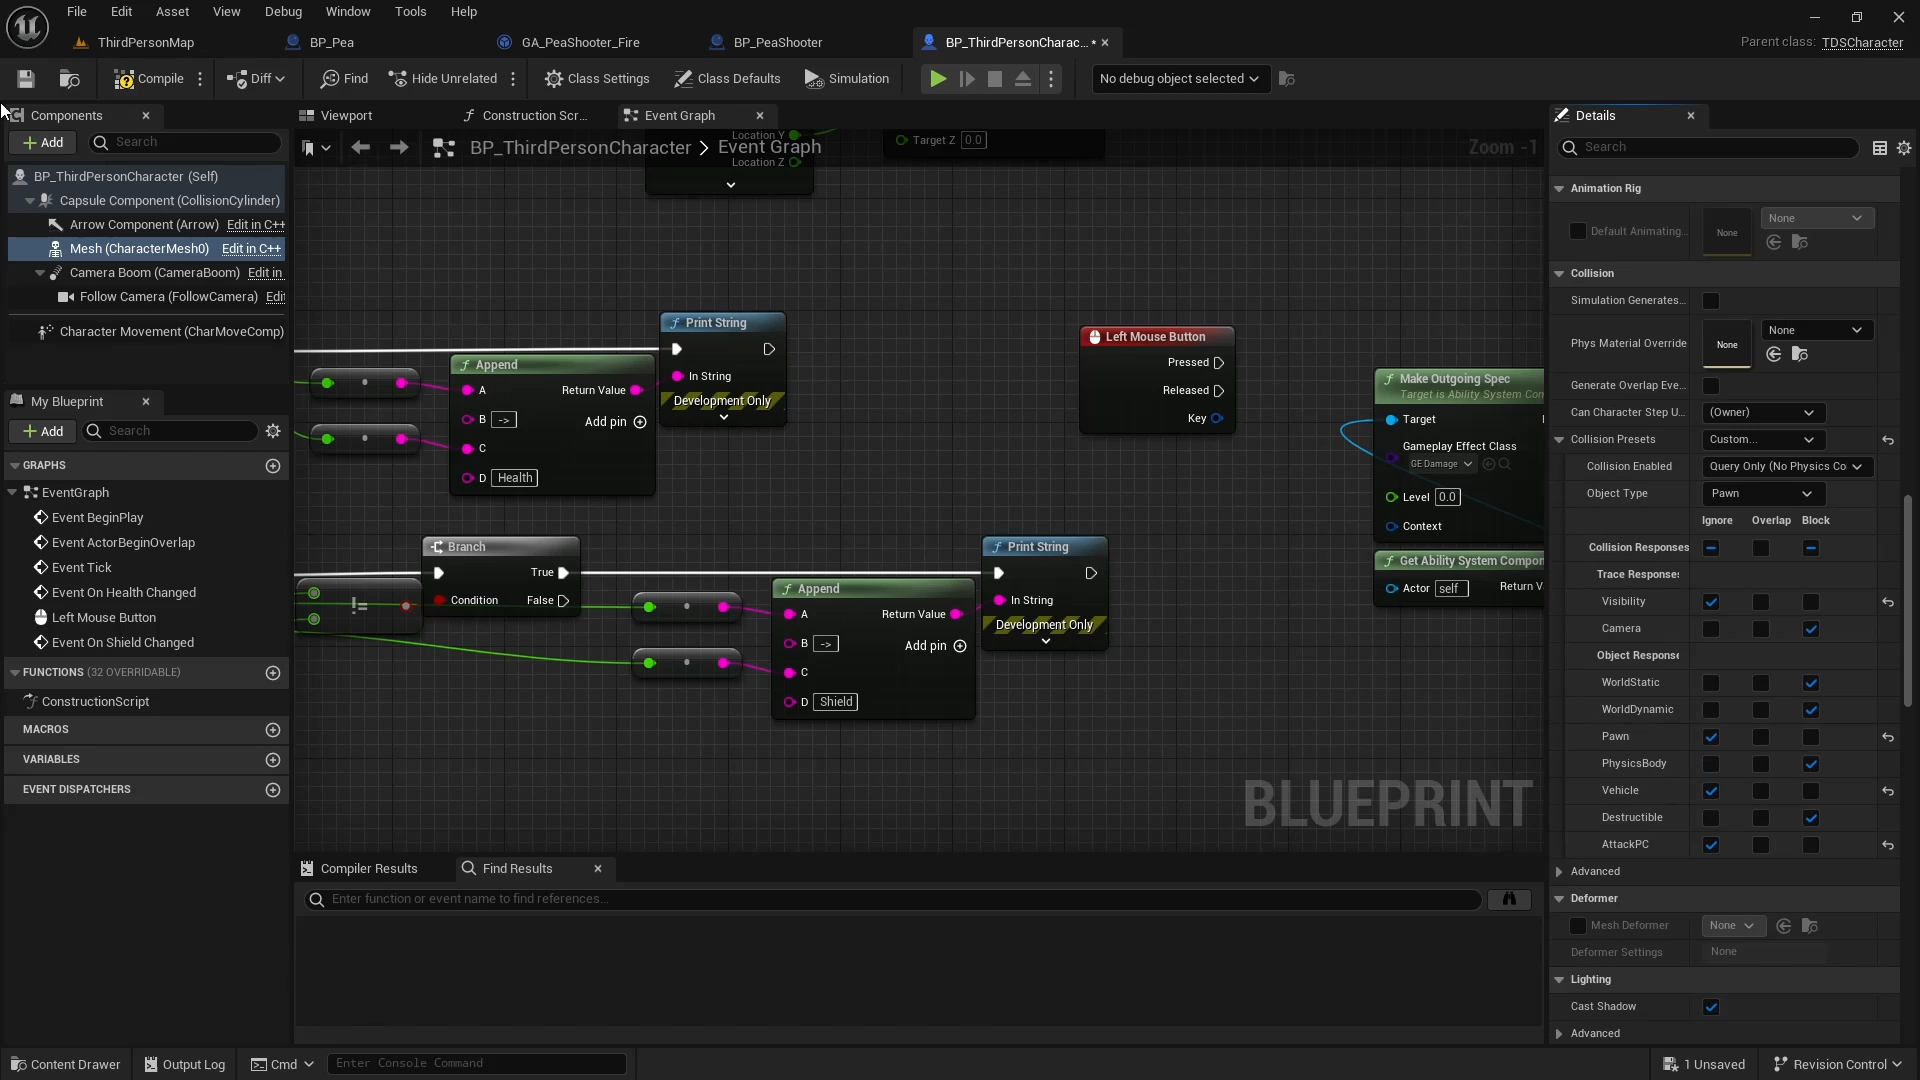 File Edit Asset View Debug Window Tools Help
ThirdPersonMap BP_Pea GA_PeaShooter_Fire BP_PeaShooter BP_ThirdPersonCharac... *
Parent class: TDSCharacter
Compile Diff Find Hide Unrelated Class Settings Class Defaults Simulation No debug object selected
Components
Add Search
BP_ThirdPersonCharacter (Self)
Capsule Component (CollisionCylinder)
Arrow Component (Arrow) Edit in C++
Mesh (CharacterMesh0) Edit in C++
Camera Boom (CameraBoom) Edit in
Follow Camera (FollowCamera) Edit
Character Movement (CharMoveComp)
My Blueprint
Add Search
GRAPHS
EventGraph
Event BeginPlay
Event ActorBeginOverlap
Event Tick
Event On Health Changed
Left Mouse Button
Event On Shield Changed
FUNCTIONS (32 OVERRIDABLE)
ConstructionScript
MACROS
VARIABLES
EVENT DISPATCHERS
Viewport Construction Scr... Event Graph
BP_ThirdPersonCharacter > Event Graph
Zoom -1
Location Y
Location Z
Target Z 0.0
Print String
In String
Development Only
Append
A Return Value
B -> Add pin
C
D Health
Left Mouse Button
Pressed
Released
Key
Make Outgoing Spec
Target is Ability System Con
Target
Gameplay Effect Class
GE Damage
Level 0.0
Context
Get Ability System Compon
Actor self Return V
Branch
True
Condition False
!=
Append
A Return Value
B -> Add pin
C
D Shield
Print String
In String
Development Only
BLUEPRINT
Compiler Results Find Results
Enter function or event name to find references...
Details
Search
Animation Rig
Default Animating... None None
Collision
Simulation Generates...
Phys Material Override None None
Generate Overlap Eve...
Can Character Step U... (Owner)
Collision Presets Custom...
Collision Enabled Query Only (No Physics Co
Object Type Pawn
Ignore Overlap Block
Collision Responses
Trace Responses
Visibility
Camera
Object Response
WorldStatic
WorldDynamic
Pawn
PhysicsBody
Vehicle
Destructible
AttackPC
Advanced
Deformer
Mesh Deformer None
Deformer Settings None
Lighting
Cast Shadow
Advanced
Content Drawer Output Log Cmd Enter Console Command 1 Unsaved Revision Control